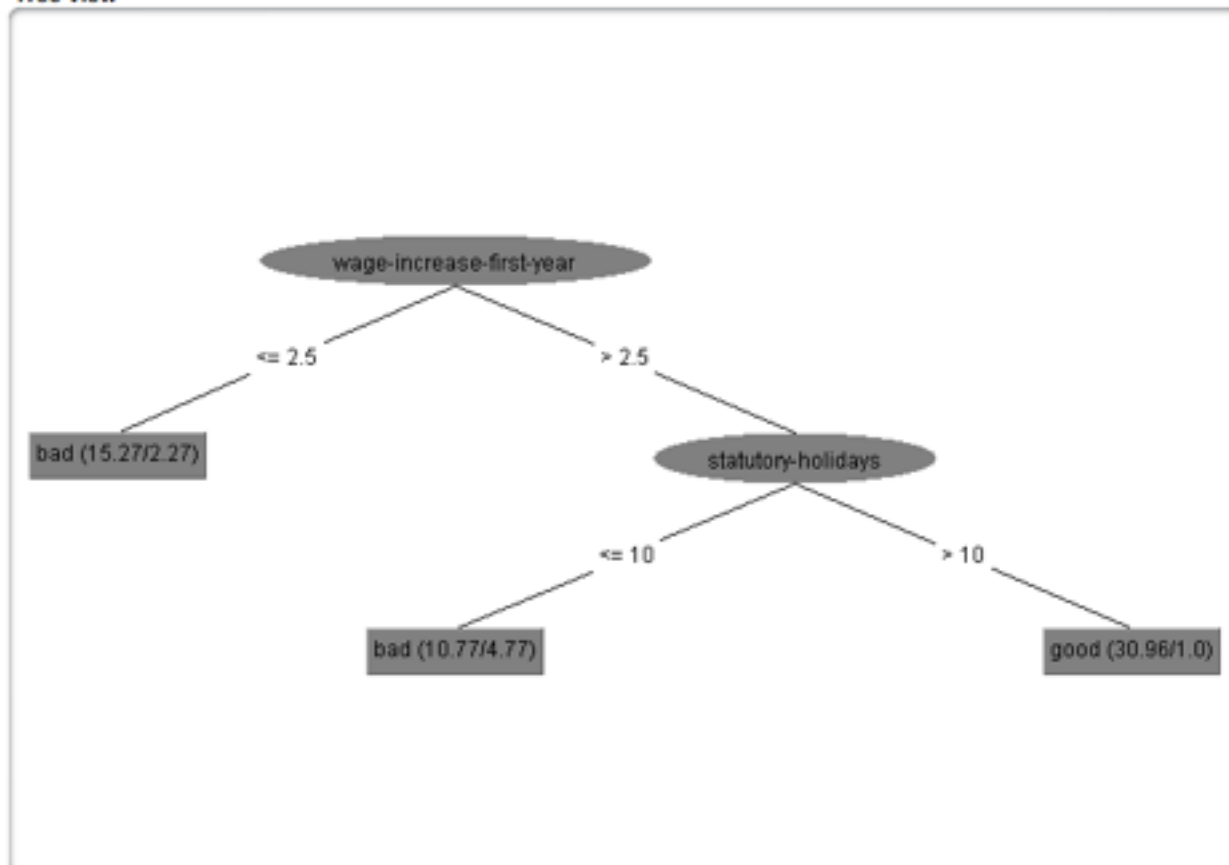 Tree View
wage-increase-first-year
<= 2.5
> 2.5
bad (15.27/2.27)
statutory-holidays
<= 10
> 10
bad (10.77/4.77)
good (30.96/1.0)